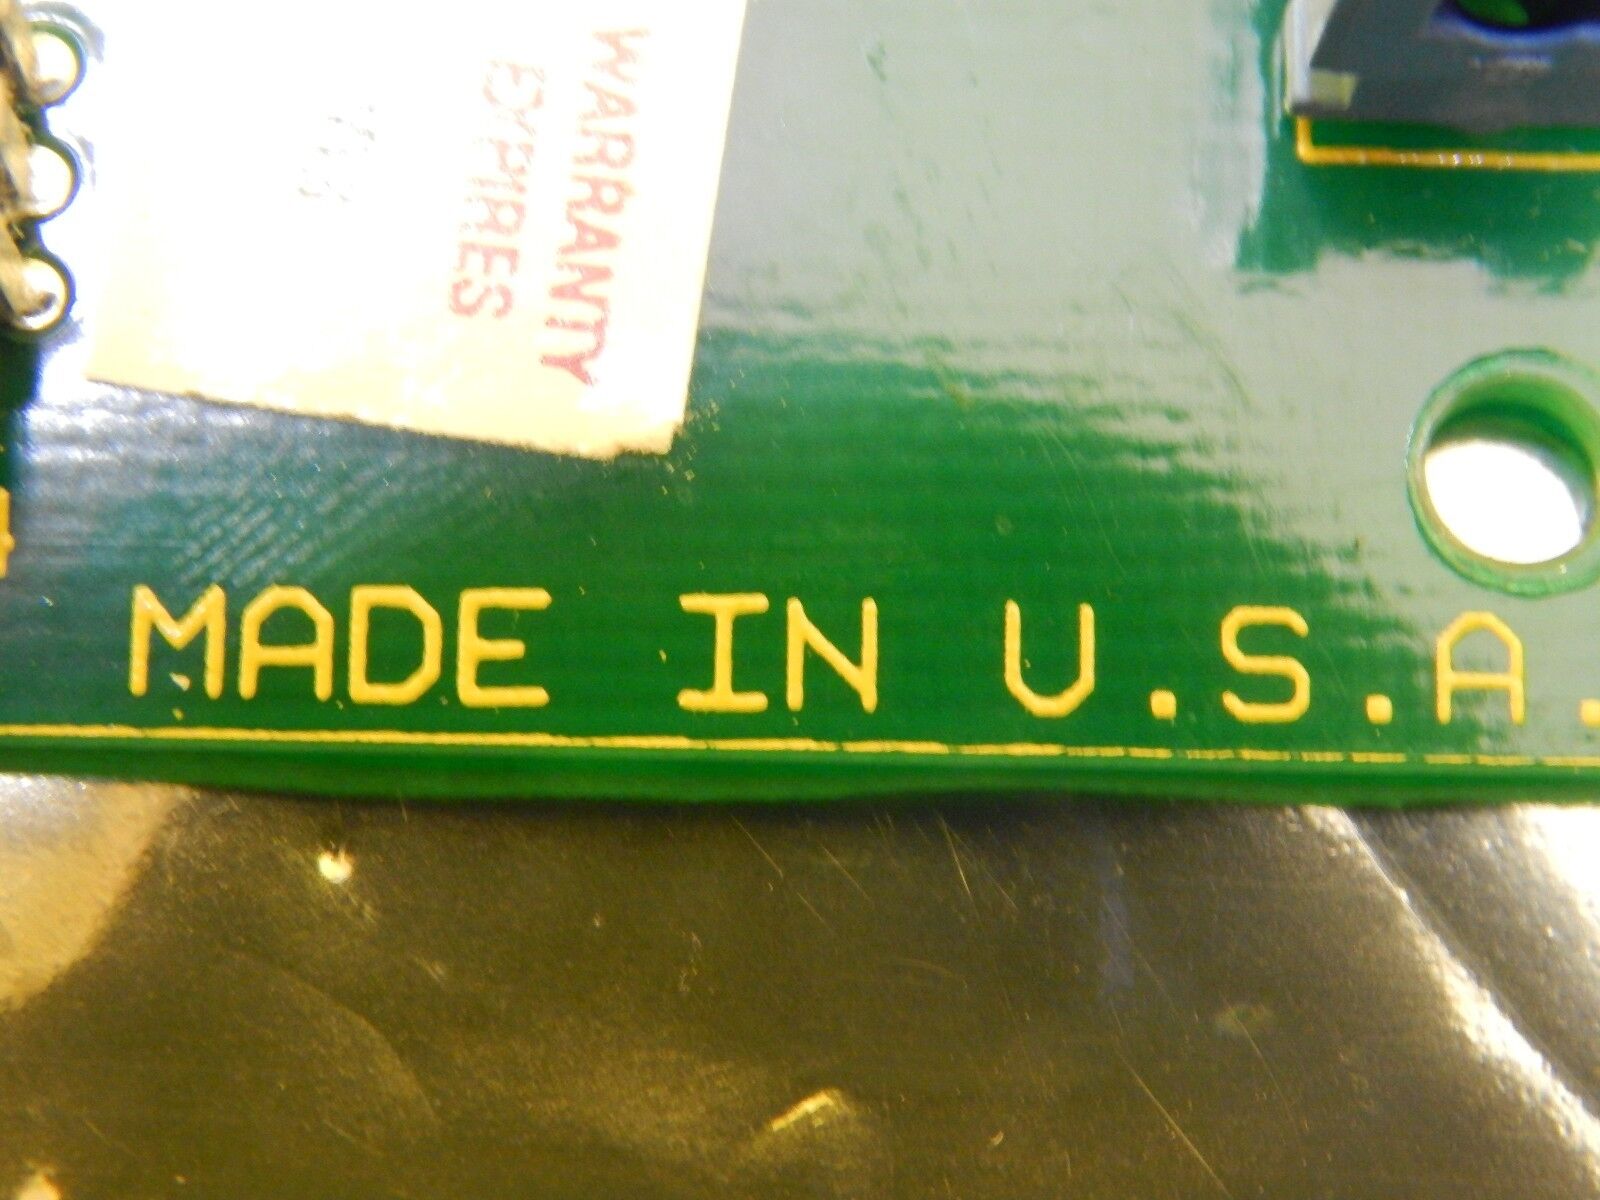 WARRANTY
EXPIRES
MADE IN U.S.A.